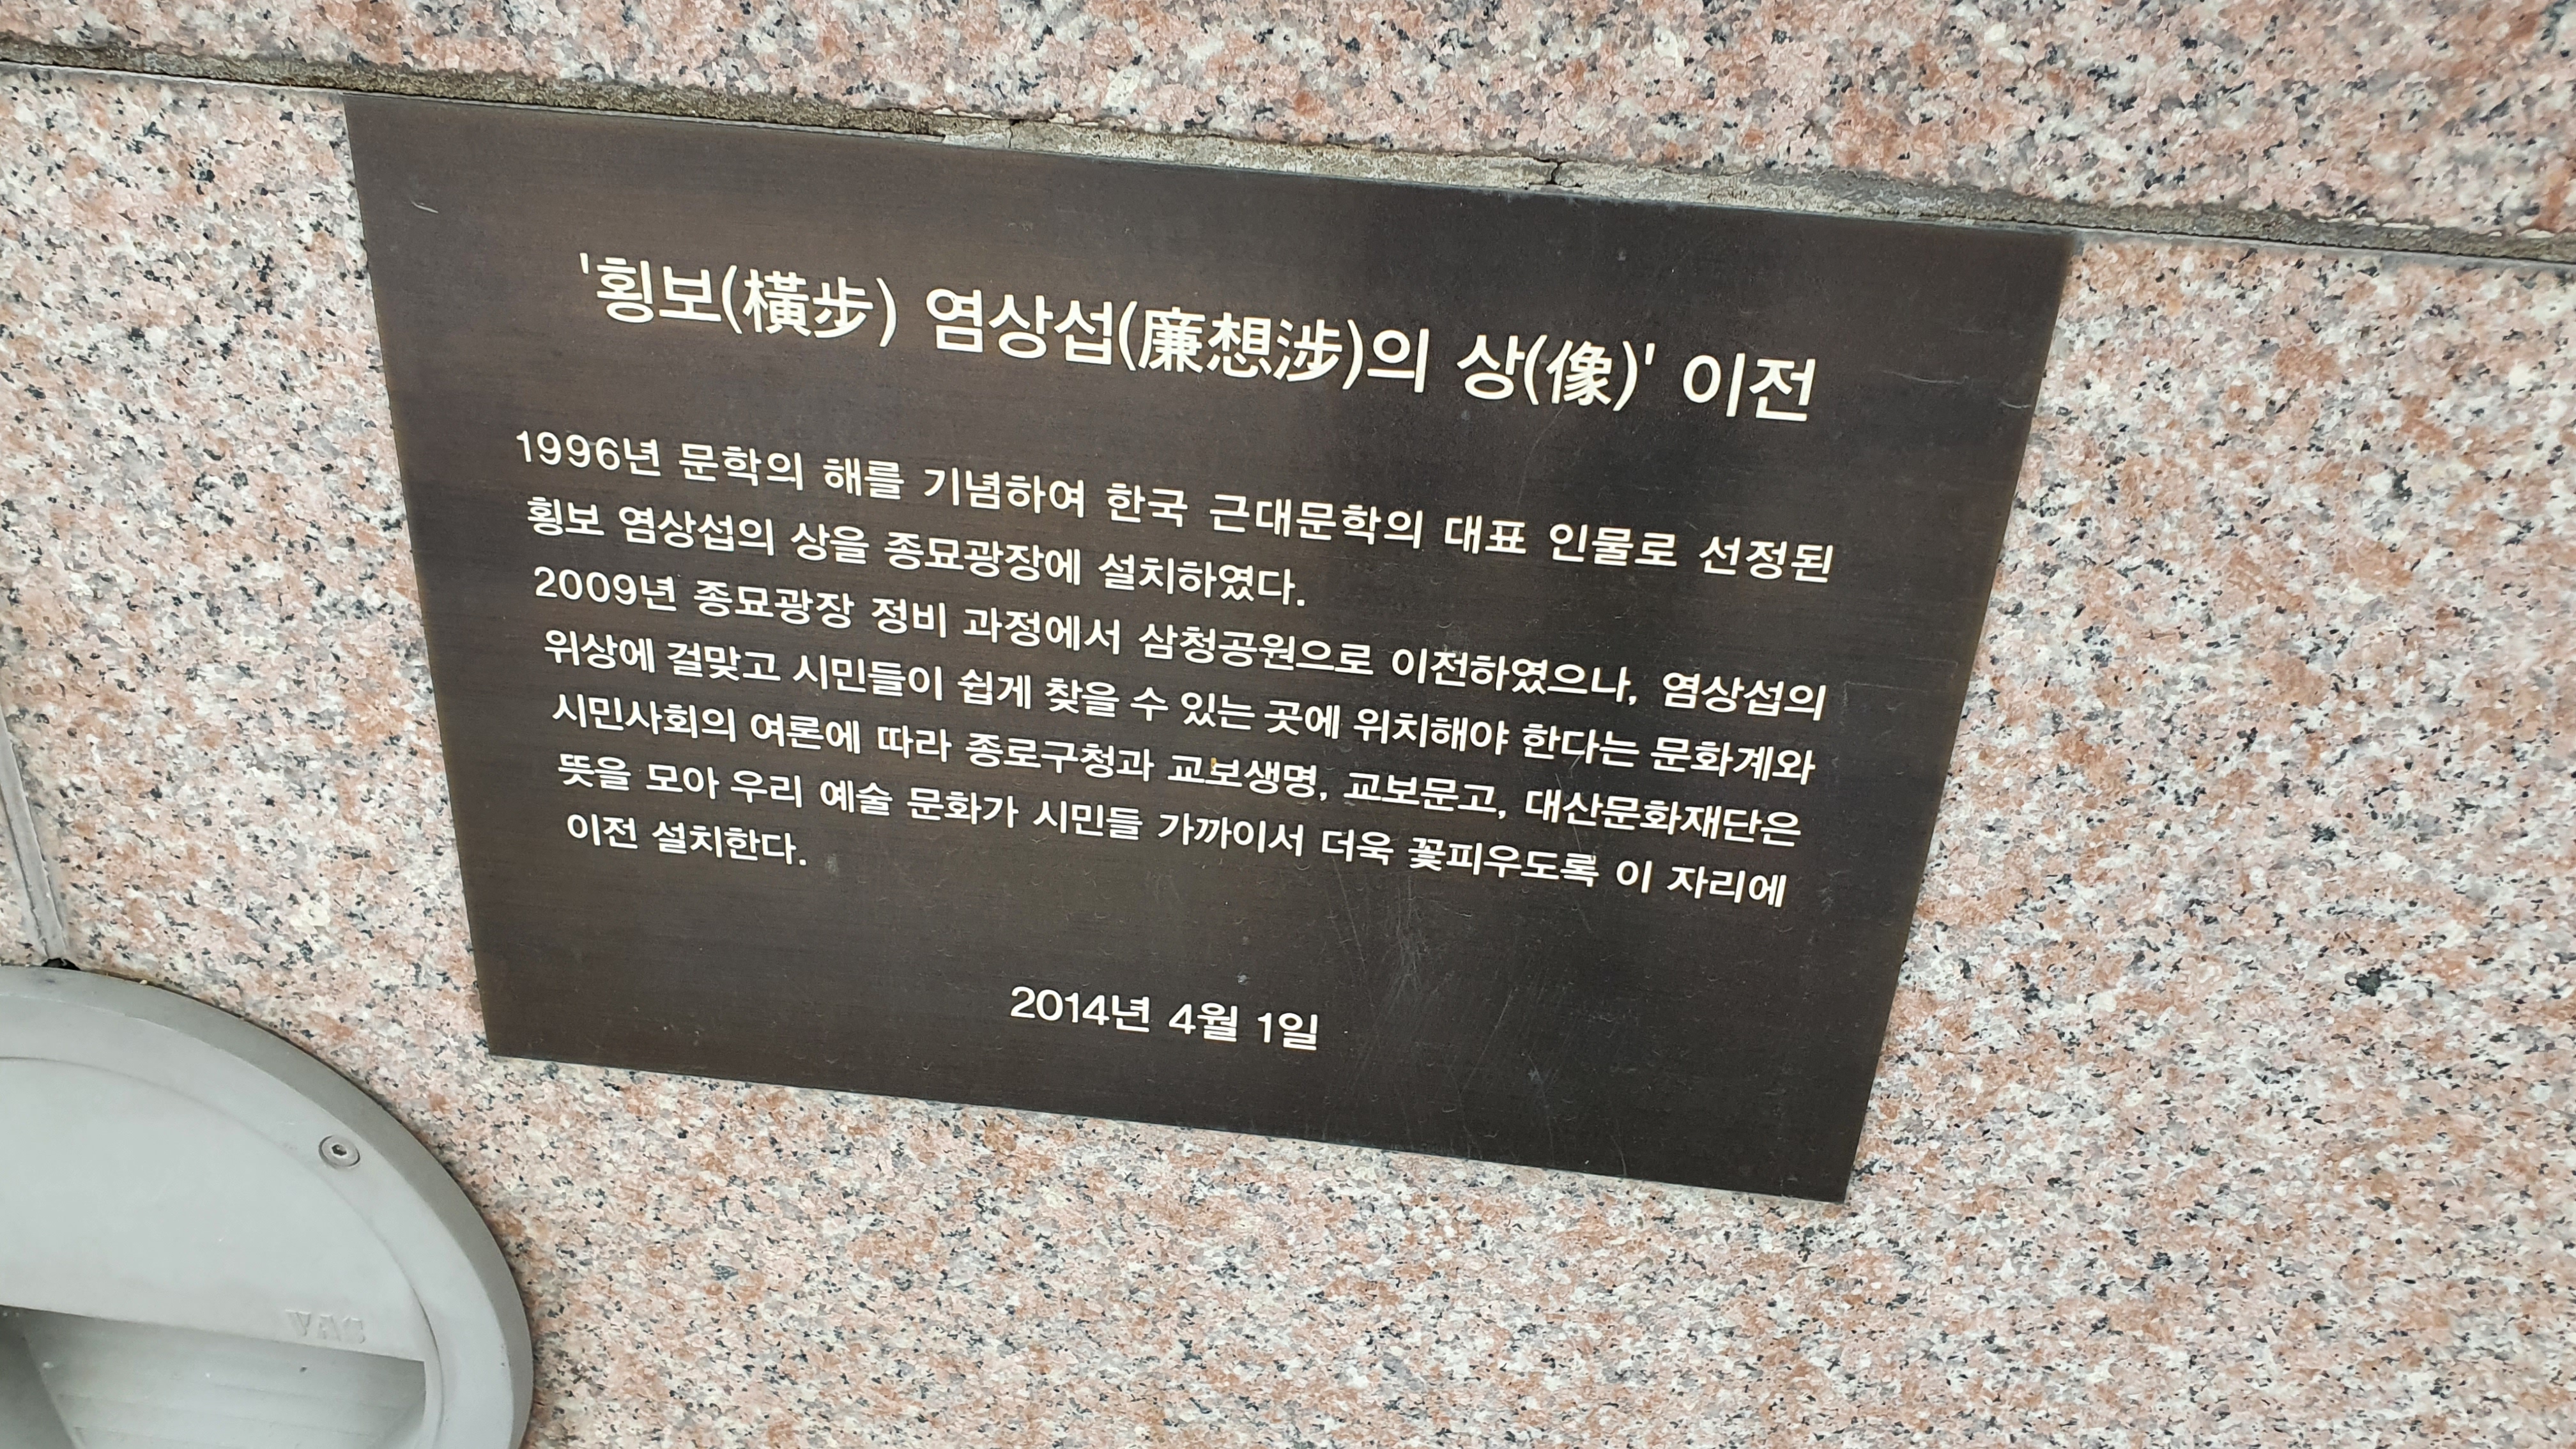 '횡보(橫步) 염상섭(廉想涉)의 상(像)' 이전
1996년 문학의 해를 기념하여 한국 근대문학의 대표 인물로 선정된
횡보 염상섭의 상을 종묘광장에 설치하였다.
2009년 종묘광장 정비 과정에서 삼청공원으로 이전하였으나, 염상섭의
위상에 걸맞고 시민들이 쉽게 찾을 수 있는 곳에 위치해야 한다는 문화계와
시민사회의 여론에 따라 종로구청과 교보생명, 교보문고, 대산문화재단은
뜻을 모아 우리 예술 문화가 시민들 가까이서 더욱 꽃피우도록 이 자리에
이전 설치한다.
2014년 4월 1일